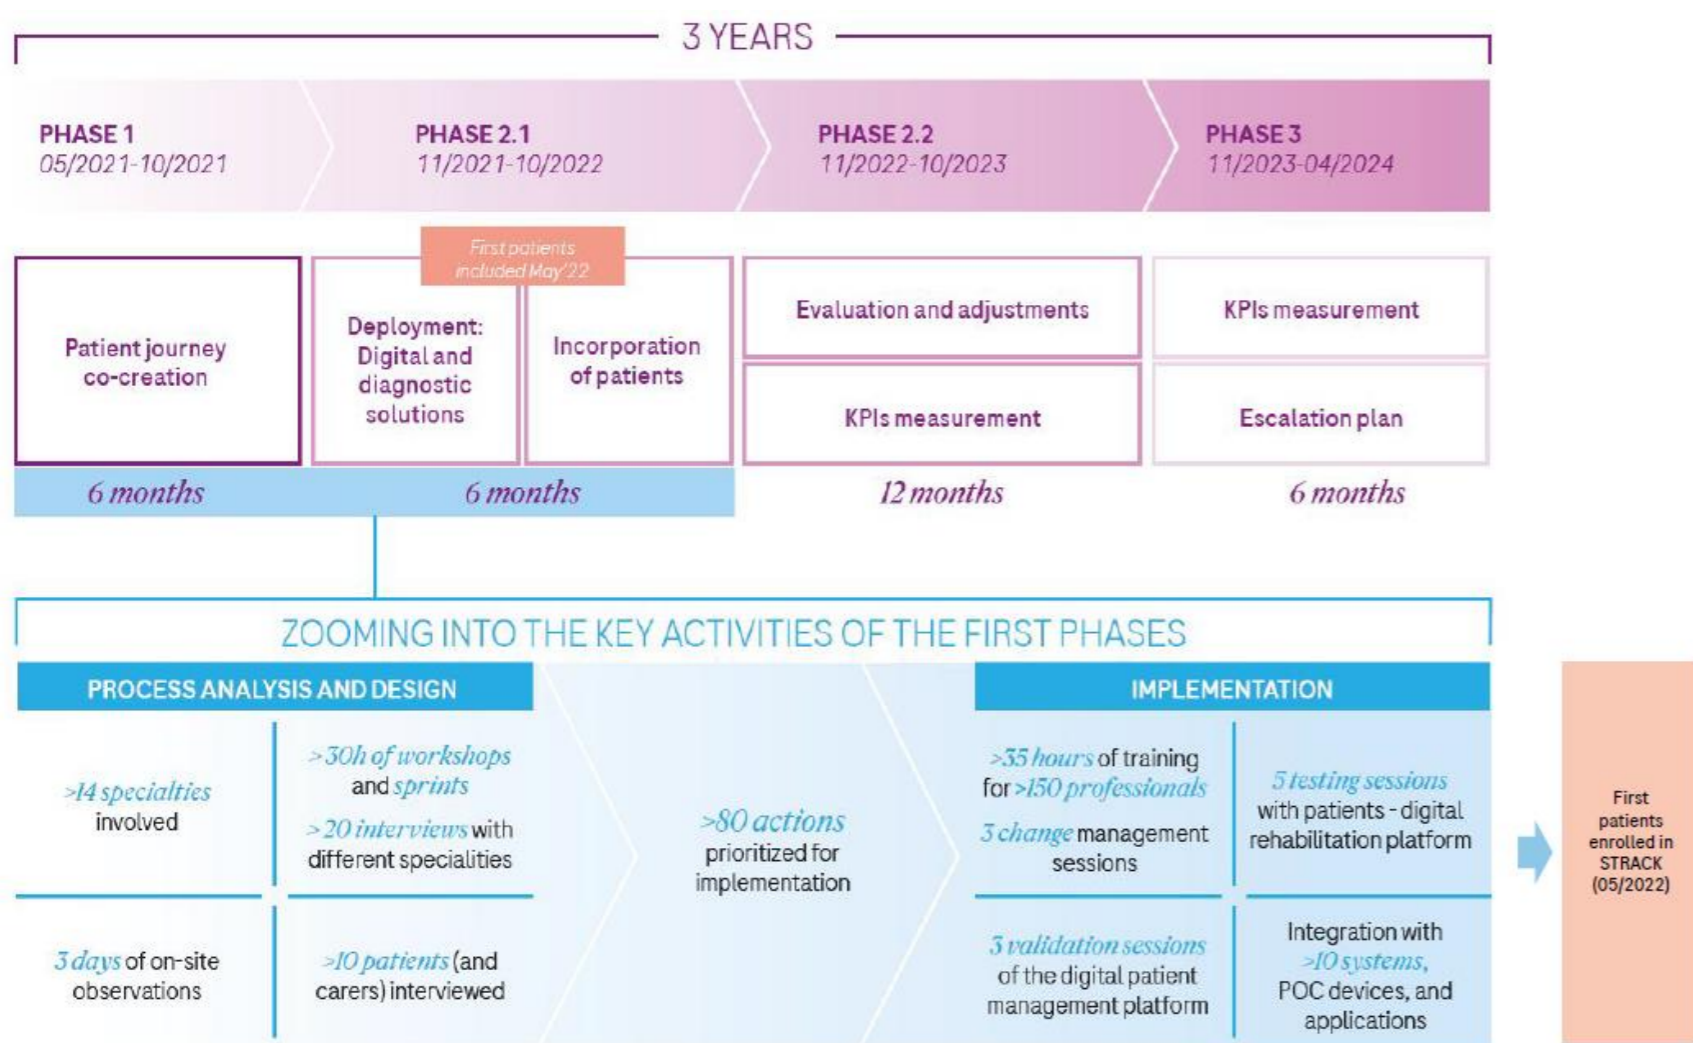 3 YEARS
PHASE 1
05/2021-10/2021
PHASE 2.1
11/2021-10/2022
PHASE 2.2
11/2022-10/2023
PHASE 3
11/2023-04/2024
First patients
included May'22
Patient journey
co-creation
Deployment:
Digital and
diagnostic
solutions
Incorporation
of patients
Evaluation and adjustments
KPIs measurement
KPIs measurement
Escalation plan
6 months
6 months
12 months
6 months
ZOOMING INTO THE KEY ACTIVITIES OF THE FIRST PHASES
PROCESS ANALYSIS AND DESIGN
>14 specialties
involved
>30h of workshops
and sprints
>20 interviews with
different specialities
3 days of on-site
observations
>10 patients (and
carers) interviewed
>80 actions
prioritized for
implementation
IMPLEMENTATION
>35 hours of training
for >150 professionals
3 change management
sessions
5 testing sessions
with patients - digital
rehabilitation platform
3 validation sessions
of the digital patient
management platform
Integration with
>10 systems,
POC devices, and
applications
First
patients
enrolled in
STRACK
(05/2022)